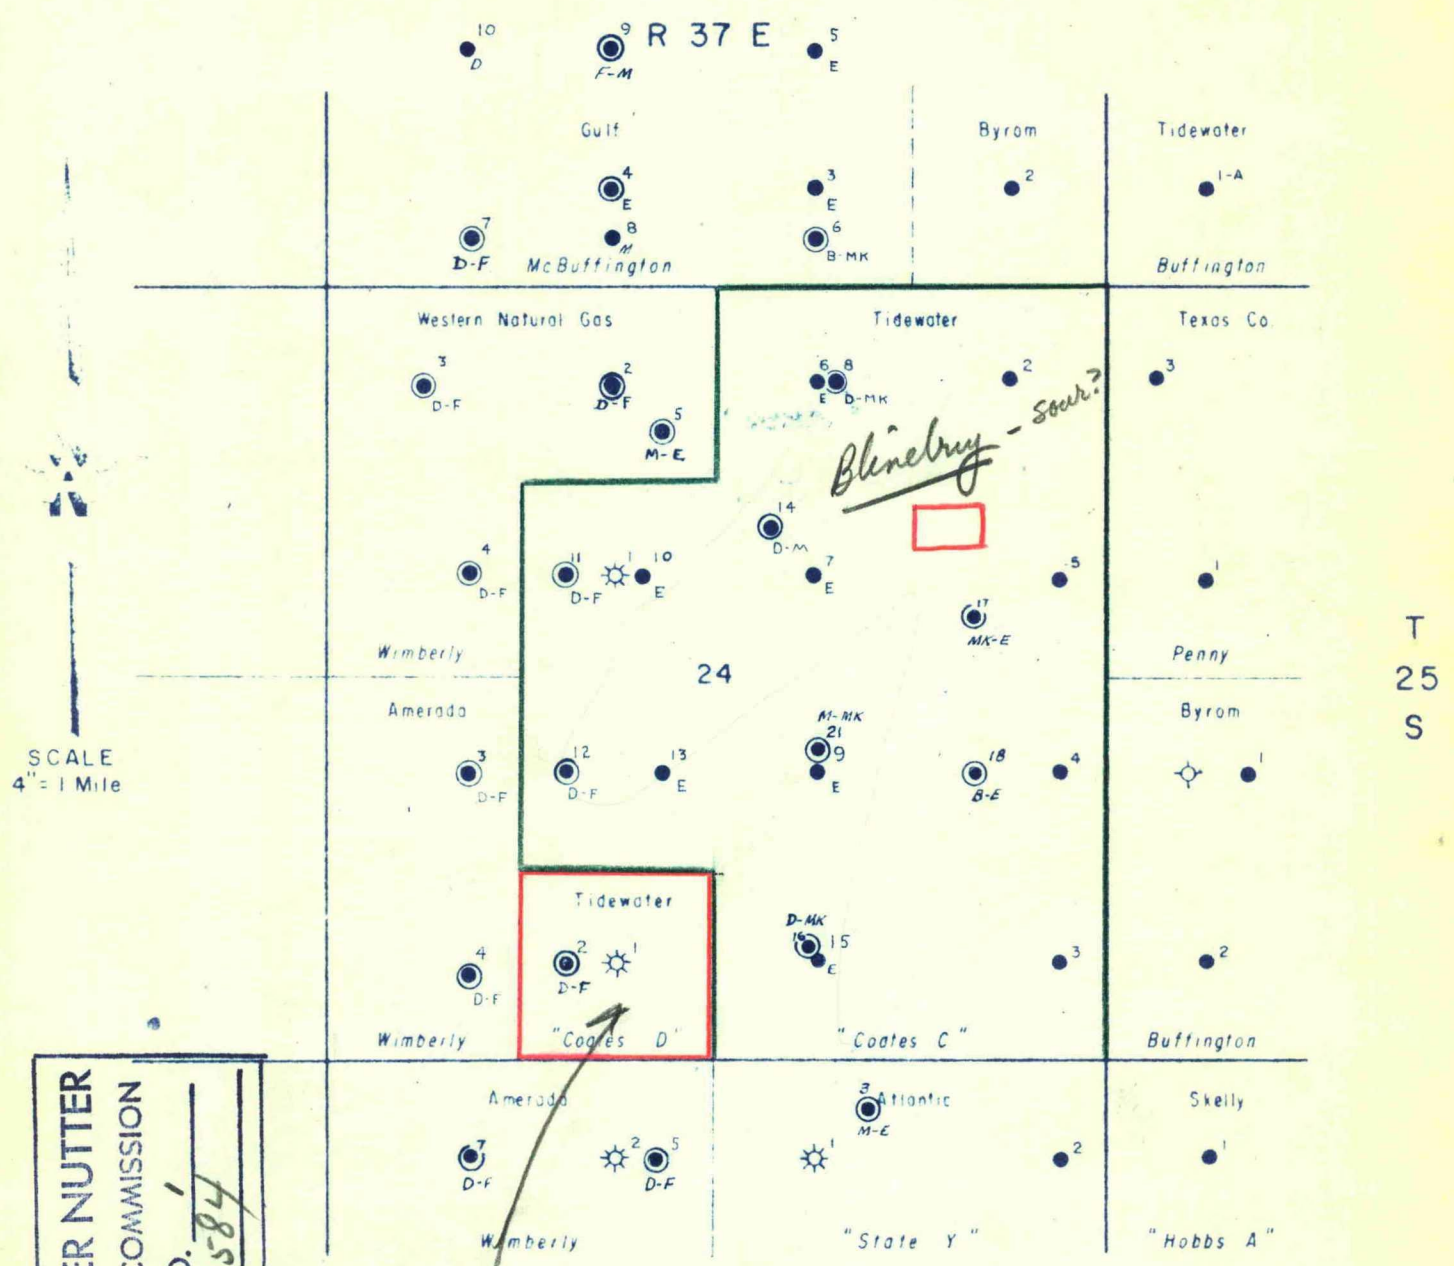 R 37 E
10
D
9
F-M
5
E
Gulf
Byrom
Tidewater
4
E
3
E
2
1-A
7
D-F
8
M
6
B-MK
McBuffington
Buffington
Western Natural Gas
Tidewater
Texas Co.
3
D-F
2
D-F
5
M-E
6
E
8
D-MK
2
3
Blinebry - sour?
14
D-M
4
D-F
11
D-F
1
10
E
7
E
5
1
17
MK-E
Wimberly
Penny
24
T
25
S
Amerada
Byrom
M-MK
21
9
E
SCALE
4"= 1 Mile
3
D-F
12
D-F
13
E
18
B-E
4
1
Tidewater
D-MK
16
15
E
4
D-F
2
D-F
1
3
2
Wimberly
"Coates D"
"Coates C"
Buffington
Amerada
3
Atlantic
M-E
Skelly
7
D-F
2
5
D-F
1
2
1
Wimberly
"State Y"
"Hobbs A"
ER NUTTER
COMMISSION
O. 1
584